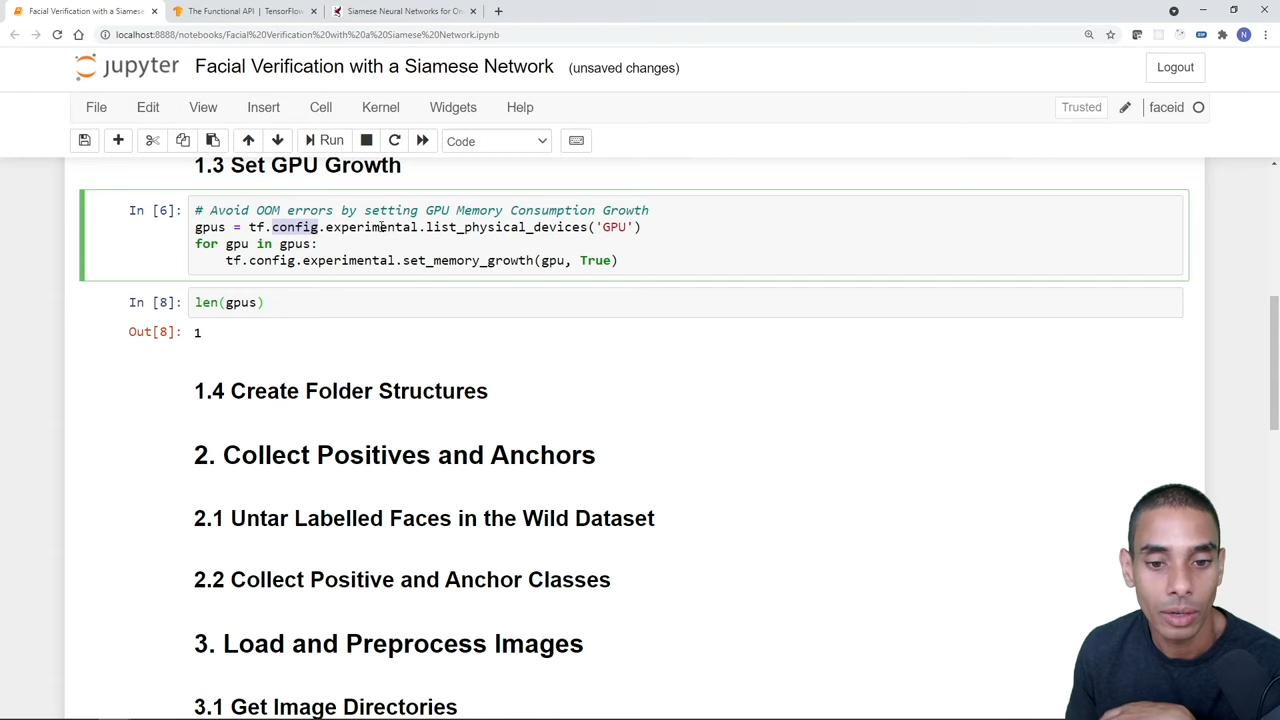 Facial Verification with a Siamese
The Functional API | TensorFlow
Siamese Neural Networks for On
localhost:8888/notebooks/Facial%20Verification%20with%20a%20Siamese%20Network.ipynb
N
jupyter
Facial Verification with a Siamese Network (unsaved changes)
Logout
File Edit View Insert Cell Kernel Widgets Help
Trusted
faceid
Run
Code
1.3 Set GPU Growth
In [6]:
# Avoid OOM errors by setting GPU Memory Consumption Growth
gpus = tf.config.experimental.list_physical_devices('GPU')
for gpu in gpus:
tf.config.experimental.set_memory_growth(gpu, True)
In [8]: len(gpus)
Out[8]: 1
1.4 Create Folder Structures
2. Collect Positives and Anchors
2.1 Untar Labelled Faces in the Wild Dataset
2.2 Collect Positive and Anchor Classes
3. Load and Preprocess Images
3.1 Get Image Directories